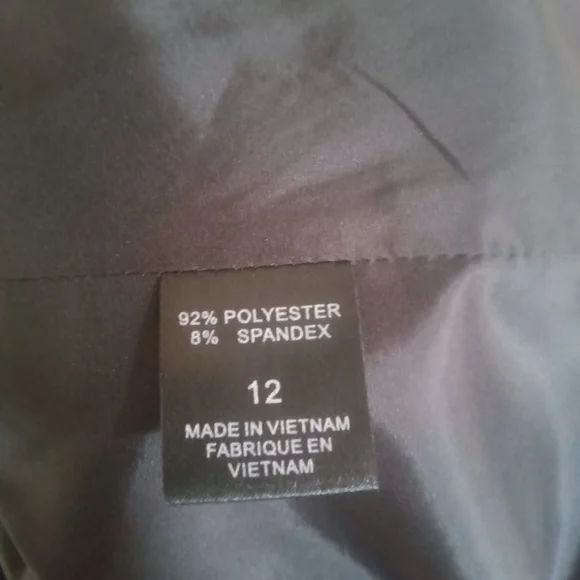 92% POLYESTER
8% SPANDEX
12
MADE IN VIETNAM
FABRIQUE EN
VIETNAM